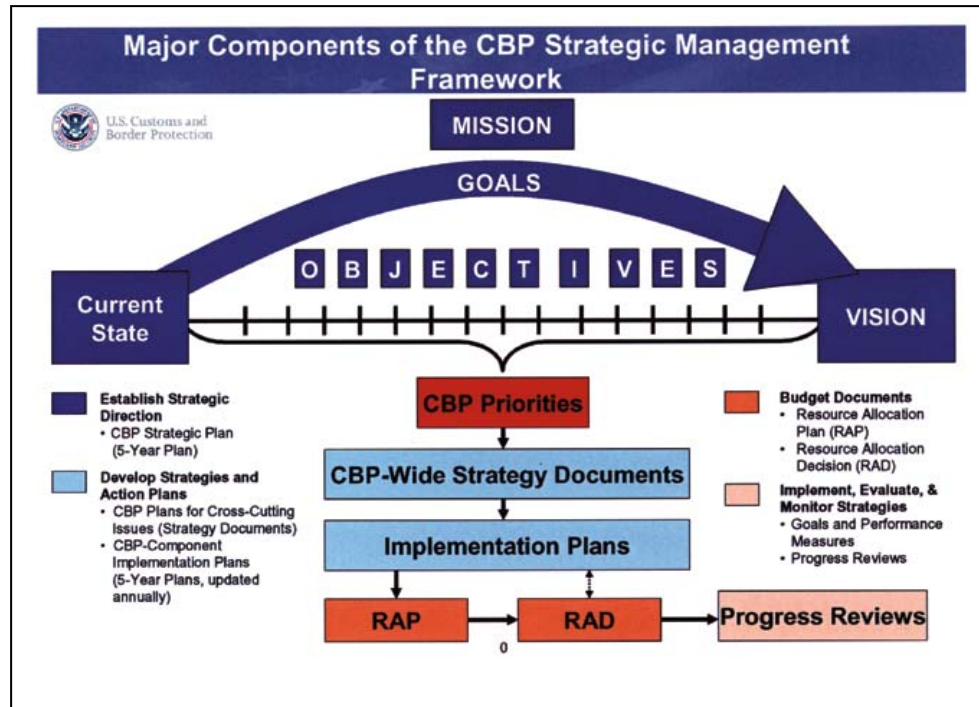 Major Components of the CBP Strategic Management
Framework
U.S. Customs and
Border Protection
MISSION
GOALS
O B J E C T I V E S
Current
State
VISION
CBP Priorities
CBP-Wide Strategy Documents
Implementation Plans
RAP
RAD
Progress Reviews
0
Establish Strategic
Direction
• CBP Strategic Plan
(5-Year Plan)
Develop Strategies and
Action Plans
• CBP Plans for Cross-Cutting
Issues (Strategy Documents)
• CBP-Component
Implementation Plans
(5-Year Plans, updated
annually)
Budget Documents
• Resource Allocation
Plan (RAP)
• Resource Allocation
Decision (RAD)
Implement, Evaluate, &
Monitor Strategies
• Goals and Performance
Measures
• Progress Reviews